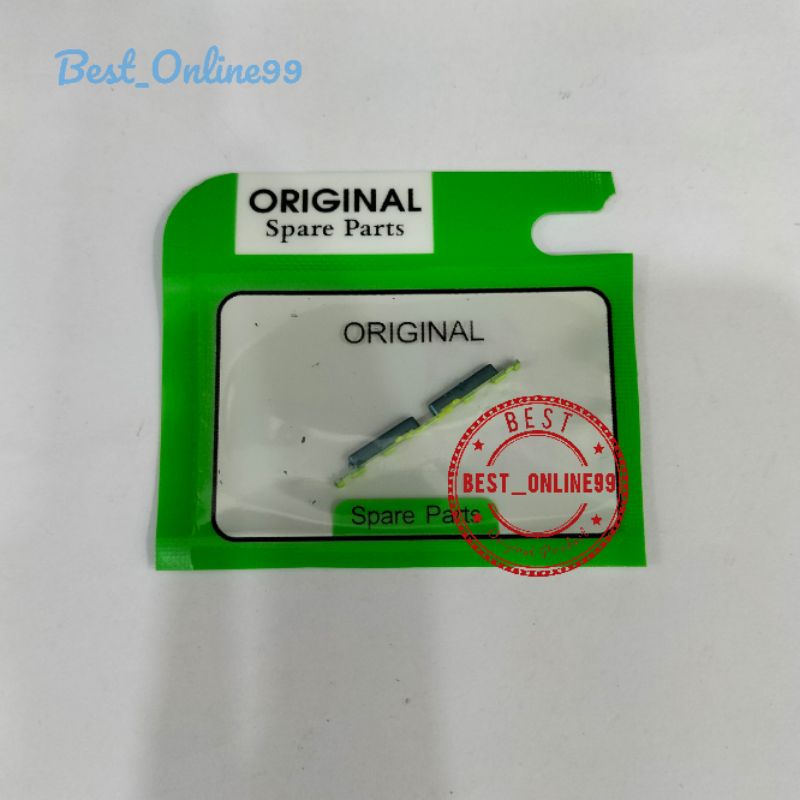 Best_Online99
ORIGINAL
Spare Parts
ORIGINAL
Spare Parts
BEST
BEST_ONLINE99